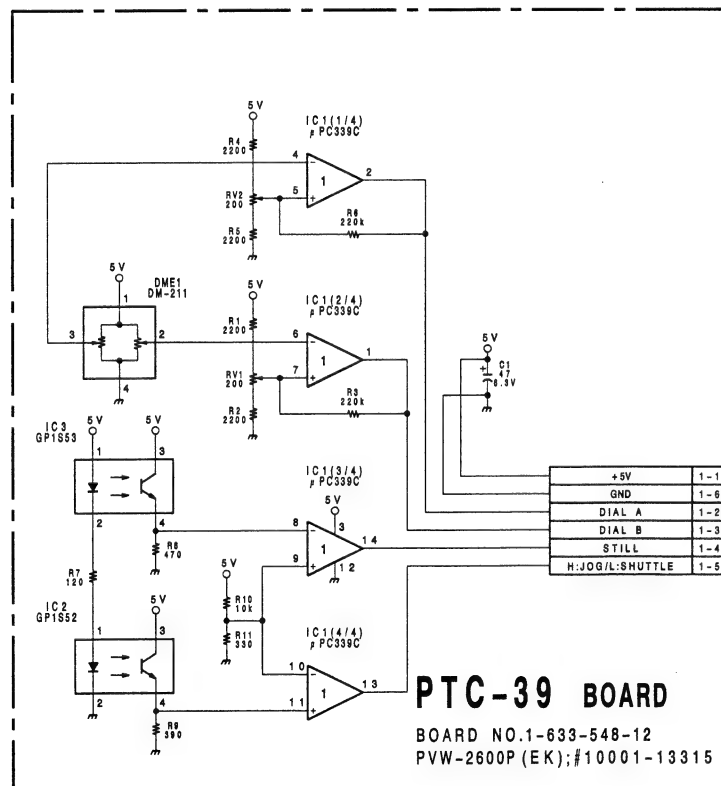 5V
R4
2200
IC1(1/4)
μPC339C
4
1
2
RV2
200
5
R6
220k
R5
2200
5V
DME1
DM-211
1
3
2
4
5V
R1
2200
IC1(2/4)
μPC339C
6
1
1
RV1
200
7
R3
220k
R2
2200
5V
C1
47
6.3V
IC3
GP1S53
5V
5V
1
3
2
4
R8
470
R7
120
IC1(3/4)
μPC339C
5V
3
8
1
14
9
12
5V
R10
10k
R11
330
IC2
GP1S52
5V
1
3
2
4
R9
390
IC1(4/4)
μPC339C
10
1
13
11
+5V 1-1
GND 1-6
DIAL A 1-2
DIAL B 1-3
STILL 1-4
H:JOG/L:SHUTTLE 1-5
PTC-39 BOARD
BOARD NO.1-633-548-12
PVW-2600P(EK);#10001-13315